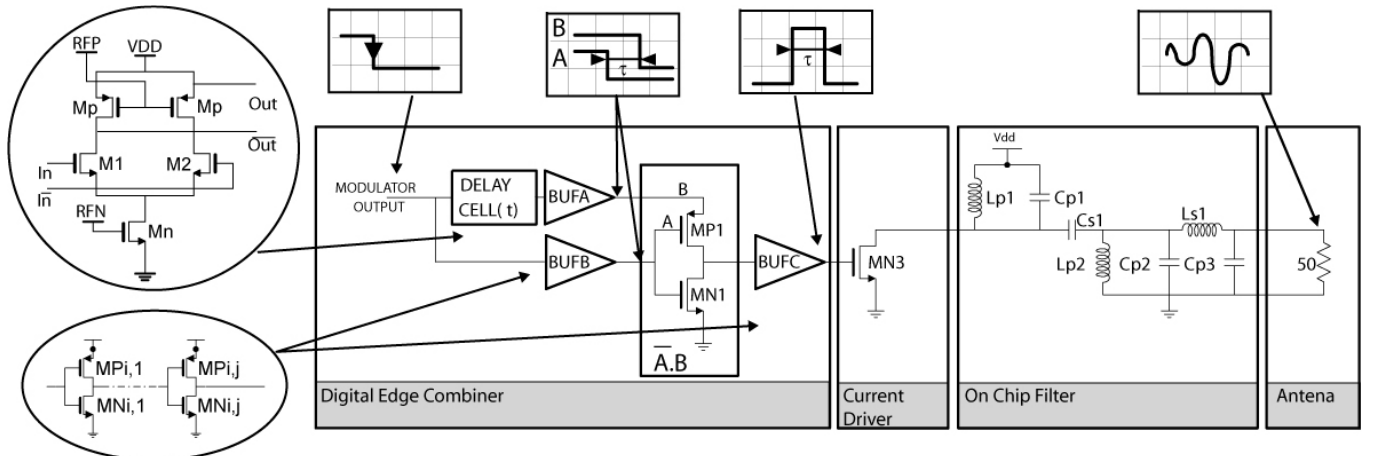 RFP
VDD
Mp
Mp
Out
Out
M1
M2
In
In
RFN
Mn
MPi,1
MPi,j
MNi,1
MNi,j
B
A
τ
τ
MODULATOR
OUTPUT
DELAY
CELL( t)
BUFA
BUFB
B
A
MP1
MN1
A.B
BUFC
MN3
Vdd
Lp1
Cp1
Cs1
Ls1
Lp2
Cp2
Cp3
50
Digital Edge Combiner
Current
Driver
On Chip Filter
Antena